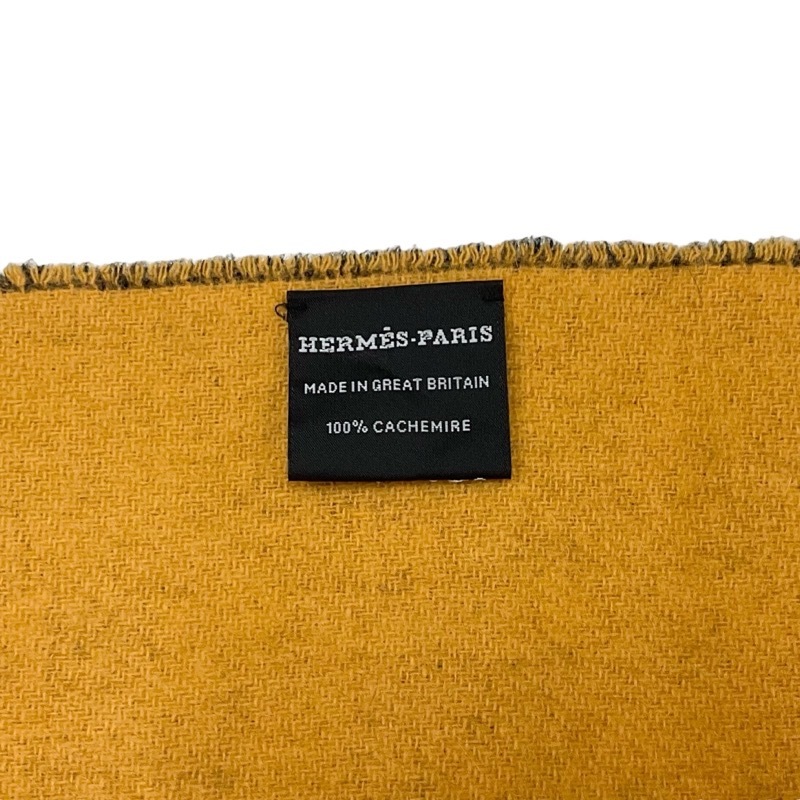 HERMÈS-PARIS
MADE IN GREAT BRITAIN
100% CACHEMIRE